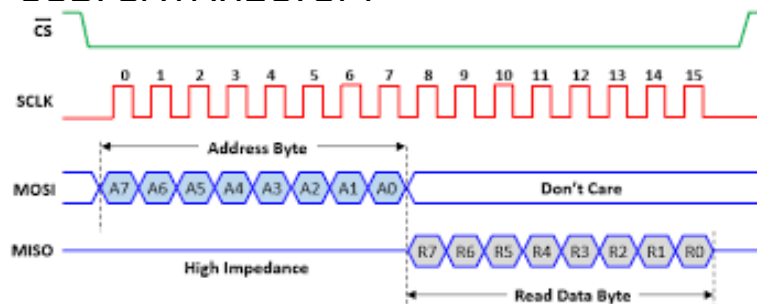 CS
0 1 2 3 4 5 6 7 8 9 10 11 12 13 14 15
SCLK
Address Byte
MOSI A7 A6 A5 A4 A3 A2 A1 A0 Don't Care
MISO R7 R6 R5 R4 R3 R2 R1 R0
High Impedance
Read Data Byte